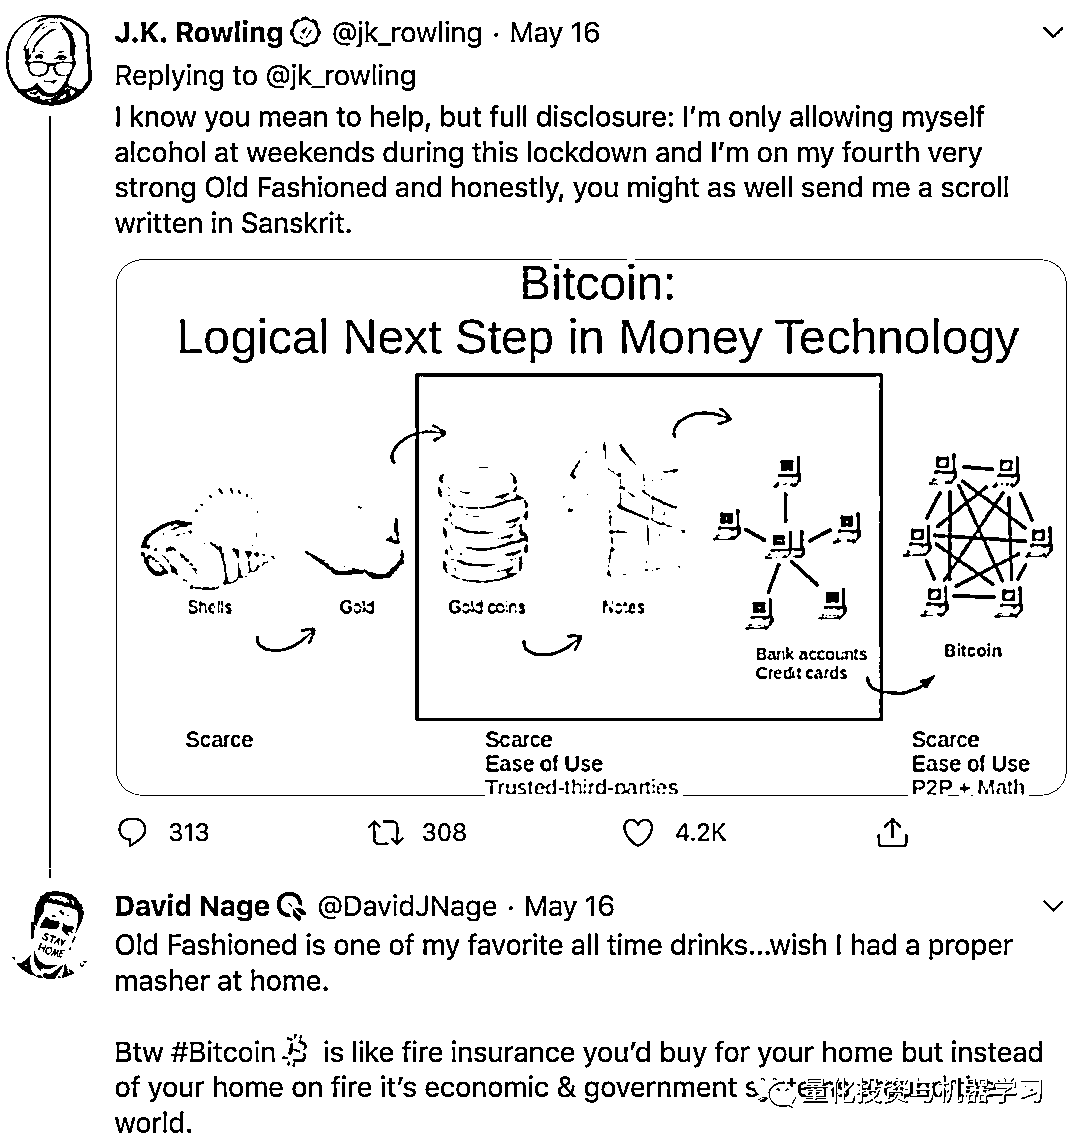 J.K. Rowling @jk_rowling · May 16
Replying to @jk_rowling
I know you mean to help, but full disclosure: I’m only allowing myself
alcohol at weekends during this lockdown and I’m on my fourth very
strong Old Fashioned and honestly, you might as well send me a scroll
written in Sanskrit.
Bitcoin:
Logical Next Step in Money Technology
Shells
Gold
Gold coins
Notes
Bank accounts
Credit cards
Bitcoin
Scarce
Scarce
Ease of Use
Trusted-third-parties
Scarce
Ease of Use
P2P + Math
313 308 4.2K
David Nage @DavidJNage · May 16
STAY
HOME
Old Fashioned is one of my favorite all time drinks...wish I had a proper
masher at home.
Btw #Bitcoin is like fire insurance you’d buy for your home but instead
of your home on fire it’s economic & government
量化投资与机器学习
world.